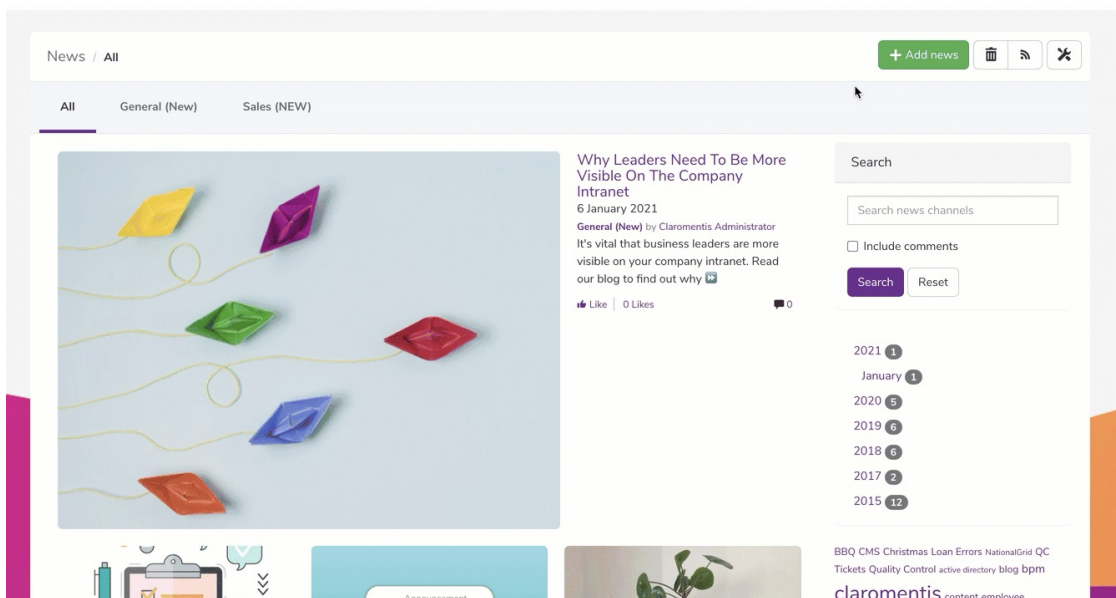 News / All
+ Add news
All
General (New)
Sales (NEW)
Why Leaders Need To Be More
Visible On The Company
Intranet
6 January 2021
General (New) by Claromentis Administrator
It's vital that business leaders are more
visible on your company intranet. Read
our blog to find out why
Like
0 Likes
0
Search
Search news channels
Include comments
Search
Reset
2021 1
January 1
2020 5
2019 6
2018 6
2017 2
2015 12
BBQ CMS Christmas Loan Errors NationalGrid QC
Tickets Quality Control active directory blog bpm
claromentis content employee
Announcement